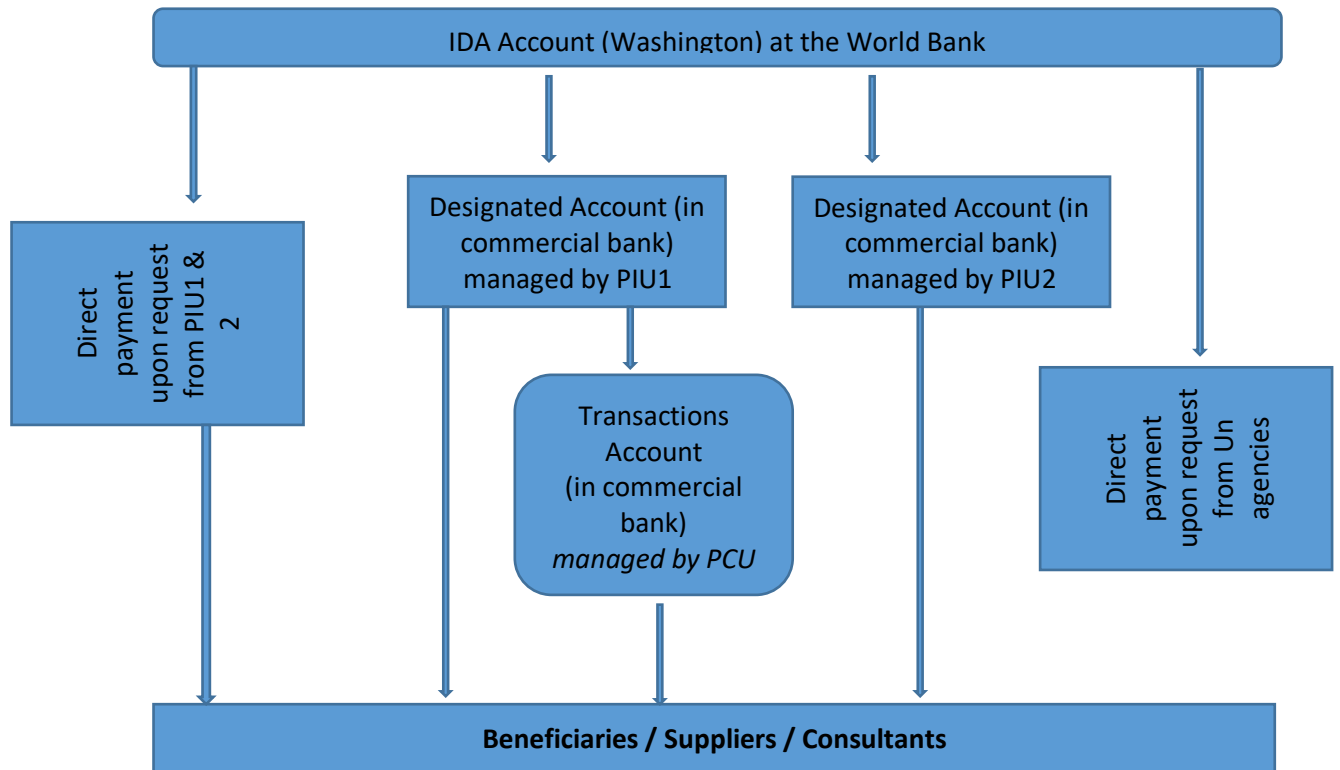 IDA Account (Washington) at the World Bank
Direct
payment
upon request
from PIU1 &
2
Designated Account (in
commercial bank)
managed by PIU1
Designated Account (in
commercial bank)
managed by PIU2
Transactions
Account
(in commercial
bank)
managed by PCU
Direct
payment
upon request
from Un
agencies
Beneficiaries / Suppliers / Consultants